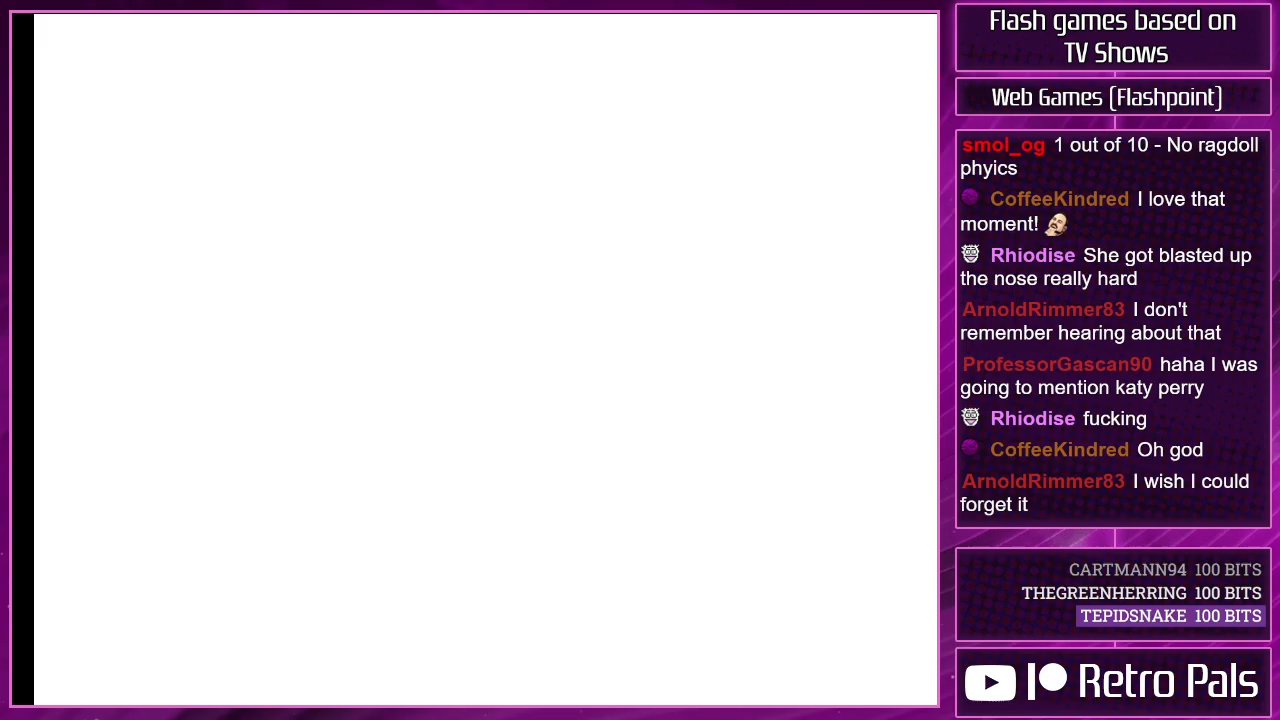 Flash games based on
TV Shows
Web Games (Flashpoint)
smol_og 1 out of 10 - No ragdoll
phyics
CoffeeKindred I love that
moment!
Rhiodise She got blasted up
the nose really hard
ArnoldRimmer83 I don't
remember hearing about that
ProfessorGascan90 haha I was
going to mention katy perry
Rhiodise fucking
CoffeeKindred Oh god
ArnoldRimmer83 I wish I could
forget it
CARTMANN94 100 BITS
THEGREENHERRING 100 BITS
TEPIDSNAKE 100 BITS
Retro Pals